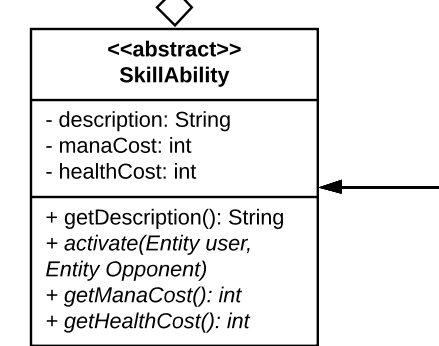 <<abstract>>
SkillAbility
- description: String
- manaCost: int
- healthCost: int
+ getDescription(): String
+ activate(Entity user,
Entity Opponent)
+ getManaCost(): int
+ getHealthCost(): int